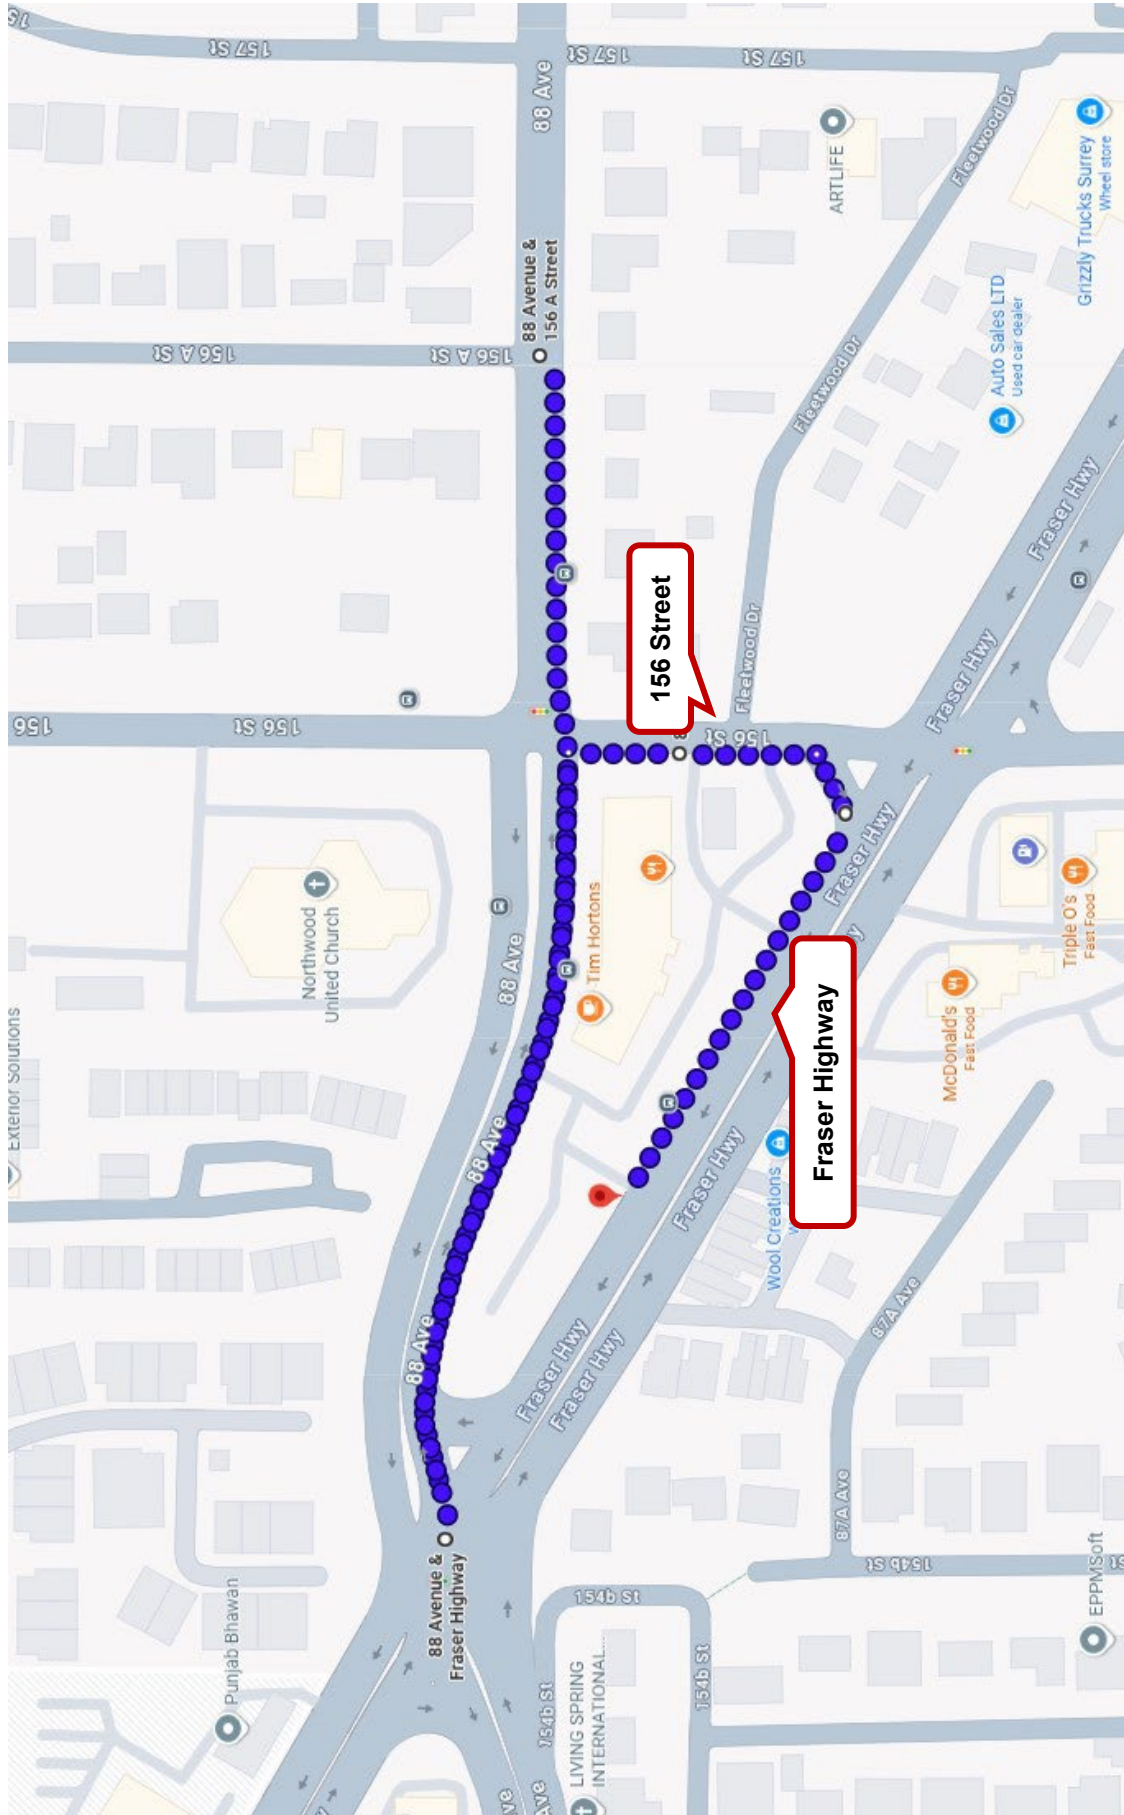 157 St
157 St
157 St
88 Ave
Fleetwood Dr
ARTLIFE
Grizzly Trucks Surrey
Wheel store
88 Avenue &
156 A Street
156 A St
156 A St
Auto Sales LTD
Used car dealer
Fleetwood Dr
Fraser Hwy
156 Street
Fleetwood Dr
Fraser Hwy
156
156 St
156 St
Fraser Hwy
Northwood
United Church
88 Ave
Tim Hortons
Triple O's
Fast Food
McDonald's
Fast Food
Fraser Highway
Exterior Solutions
88 Ave
Fraser Hwy
Wool Creations
88 Ave
Fraser Hwy
Fraser Hwy
87A Ave
87A Ave
88 Avenue &
Fraser Highway
154b St
154b St
154b St
154b St
Punjab Bhawan
LIVING SPRING
INTERNATIONAL...
EPPMSoft